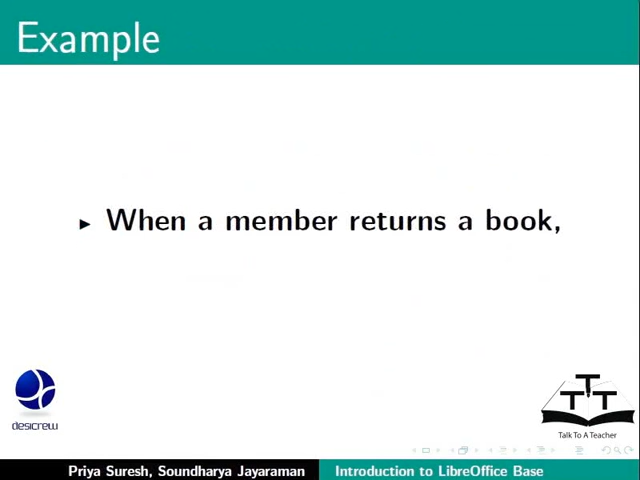 Example
When a member returns a book,
desicrew
T
T T
Talk To A Teacher
Priya Suresh, Soundharya Jayaraman
Introduction to LibreOffice Base